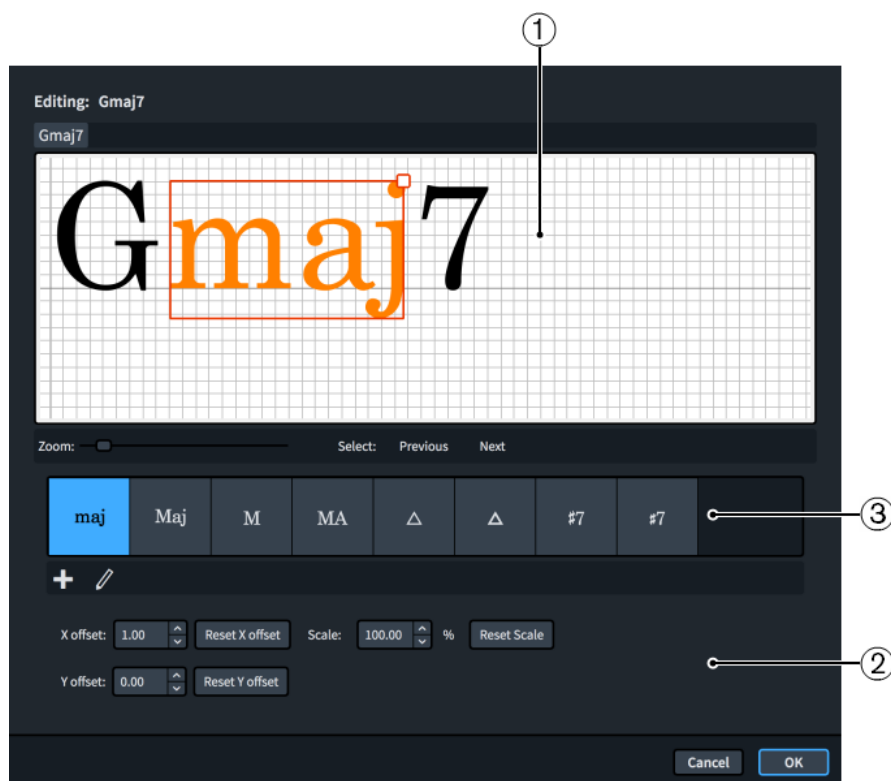 ①
Editing: Gmaj7
Gmaj7
Gmaj7
Zoom: Select: Previous Next
maj Maj M MA △ △ ♯7 ♯7
③
X offset: 1.00 Reset X offset Scale: 100.00 % Reset Scale
②
Y offset: 0.00 Reset Y offset
Cancel OK